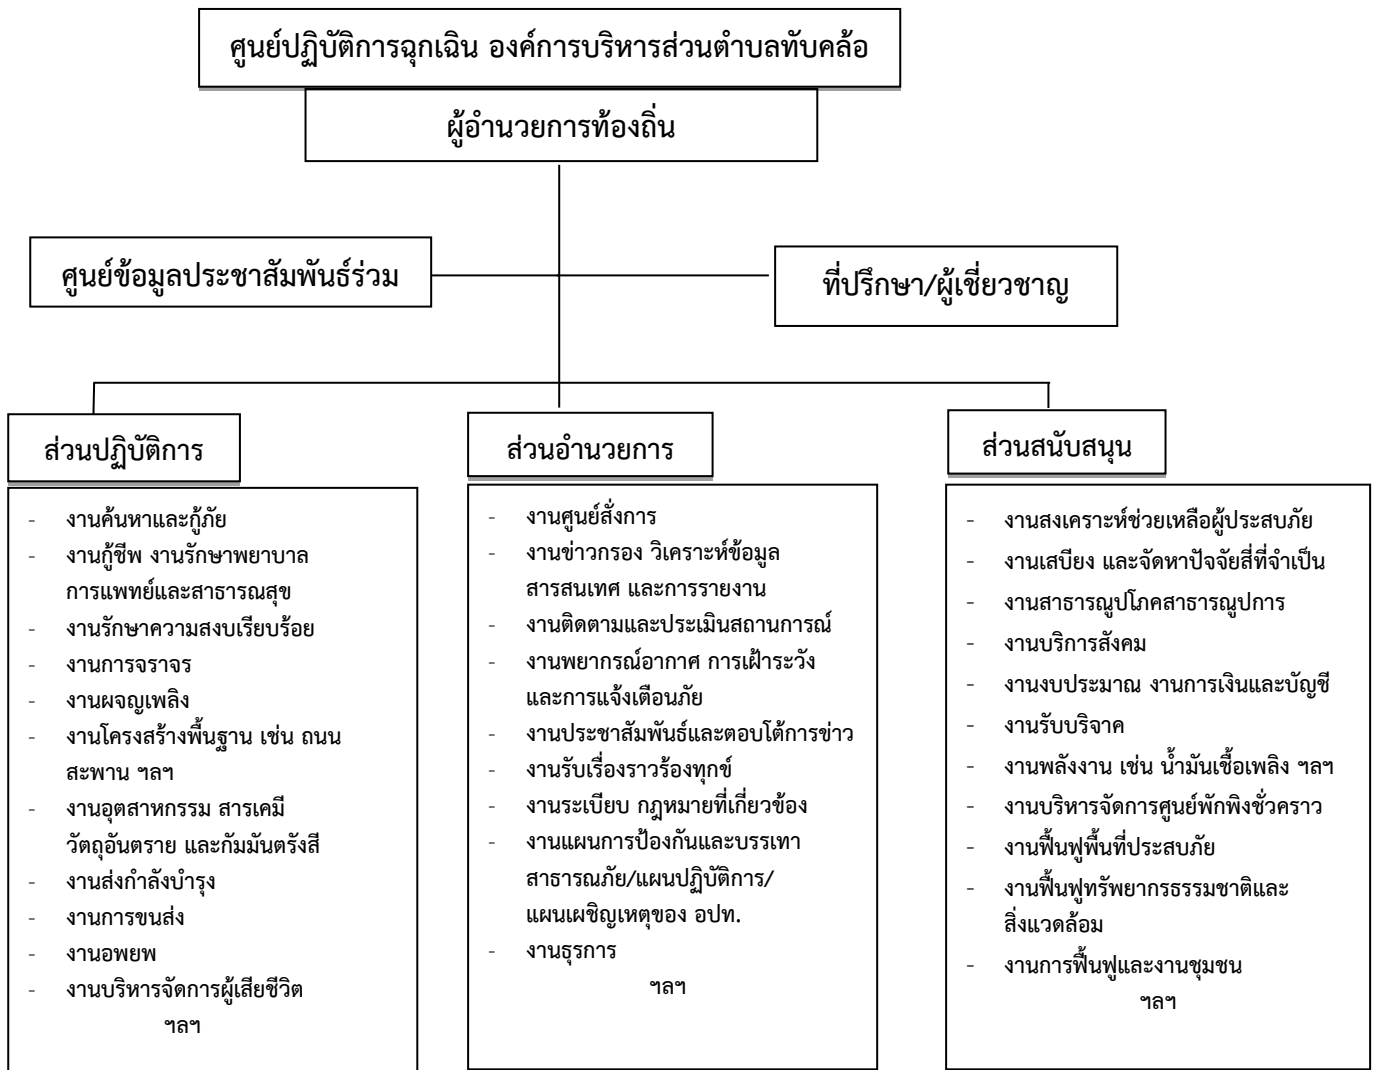 ศูนย์ปฏิบัติการฉุกเฉิน องค์การบริหารส่วนตำบลทับคล้อ
ผู้อำนวยการท้องถิ่น
ศูนย์ข้อมูลประชาสัมพันธ์ร่วม
ที่ปรึกษา/ผู้เชี่ยวชาญ
ส่วนปฏิบัติการ
- งานค้นหาและกู้ภัย
- งานกู้ชีพ งานรักษาพยาบาล
การแพทย์และสาธารณสุข
- งานรักษาความสงบเรียบร้อย
- งานการจราจร
- งานผจญเพลิง
- งานโครงสร้างพื้นฐาน เช่น ถนน
สะพาน ฯลฯ
- งานอุตสาหกรรม สารเคมี
วัตถุอันตราย และกัมมันตรังสี
- งานส่งกำลังบำรุง
- งานการขนส่ง
- งานอพยพ
- งานบริหารจัดการผู้เสียชีวิต
ฯลฯ
ส่วนอำนวยการ
- งานศูนย์สั่งการ
- งานข่าวกรอง วิเคราะห์ข้อมูล
สารสนเทศ และการรายงาน
- งานติดตามและประเมินสถานการณ์
- งานพยากรณ์อากาศ การเฝ้าระวัง
และการแจ้งเตือนภัย
- งานประชาสัมพันธ์และตอบโต้การข่าว
- งานรับเรื่องราวร้องทุกข์
- งานระเบียบ กฎหมายที่เกี่ยวข้อง
- งานแผนการป้องกันและบรรเทา
สาธารณภัย/แผนปฏิบัติการ/
แผนเผชิญเหตุของ อปท.
- งานธุรการ
ฯลฯ
ส่วนสนับสนุน
- งานสงเคราะห์ช่วยเหลือผู้ประสบภัย
- งานเสบียง และจัดหาปัจจัยสี่ที่จำเป็น
- งานสาธารณูปโภคสาธารณูปการ
- งานบริการสังคม
- งานงบประมาณ งานการเงินและบัญชี
- งานรับบริจาค
- งานพลังงาน เช่น น้ำมันเชื้อเพลิง ฯลฯ
- งานบริหารจัดการศูนย์พักพิงชั่วคราว
- งานฟื้นฟูพื้นที่ประสบภัย
- งานฟื้นฟูทรัพยากรธรรมชาติและ
สิ่งแวดล้อม
- งานการฟื้นฟูและงานชุมชน
ฯลฯ